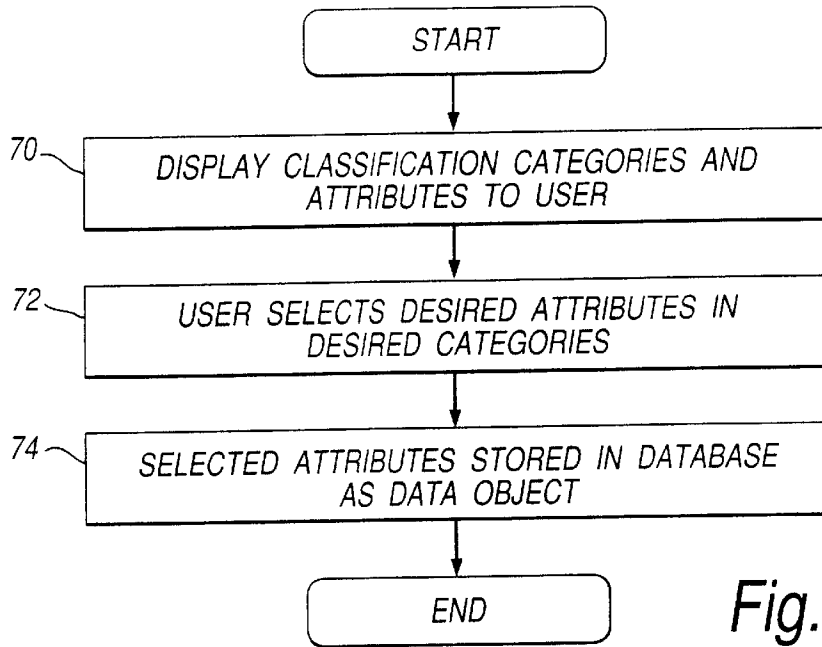 START
70
DISPLAY CLASSIFICATION CATEGORIES AND
ATTRIBUTES TO USER
72
USER SELECTS DESIRED ATTRIBUTES IN
DESIRED CATEGORIES
74
SELECTED ATTRIBUTES STORED IN DATABASE
AS DATA OBJECT
END
Fig.